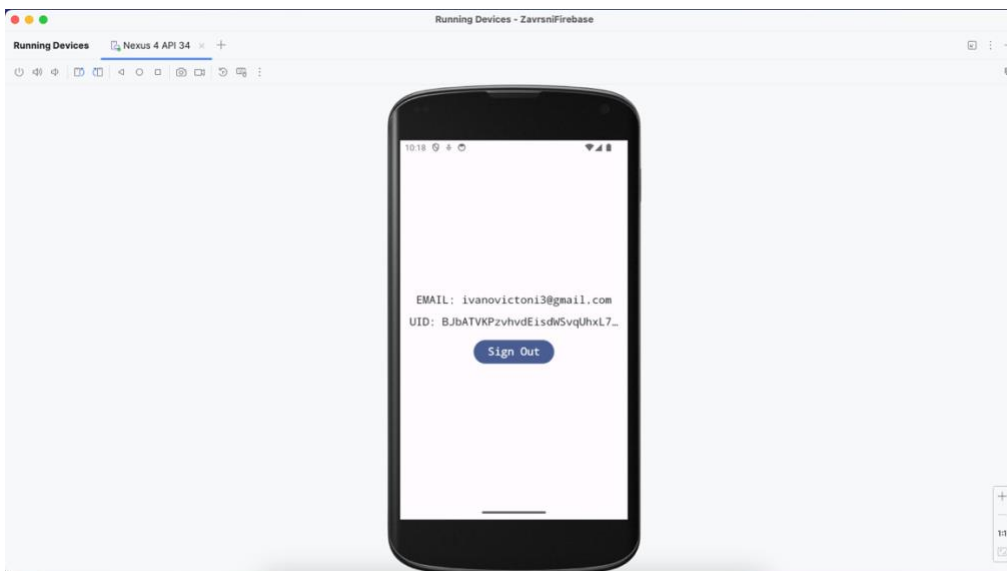 Running Devices - ZavrsniFirebase
Running Devices Nexus 4 API 34
10:18
EMAIL: ivanovictoni3@gmail.com
UID: BJbATVKPzvhvdEisdWSvqUhxL7…
Sign Out
1:1